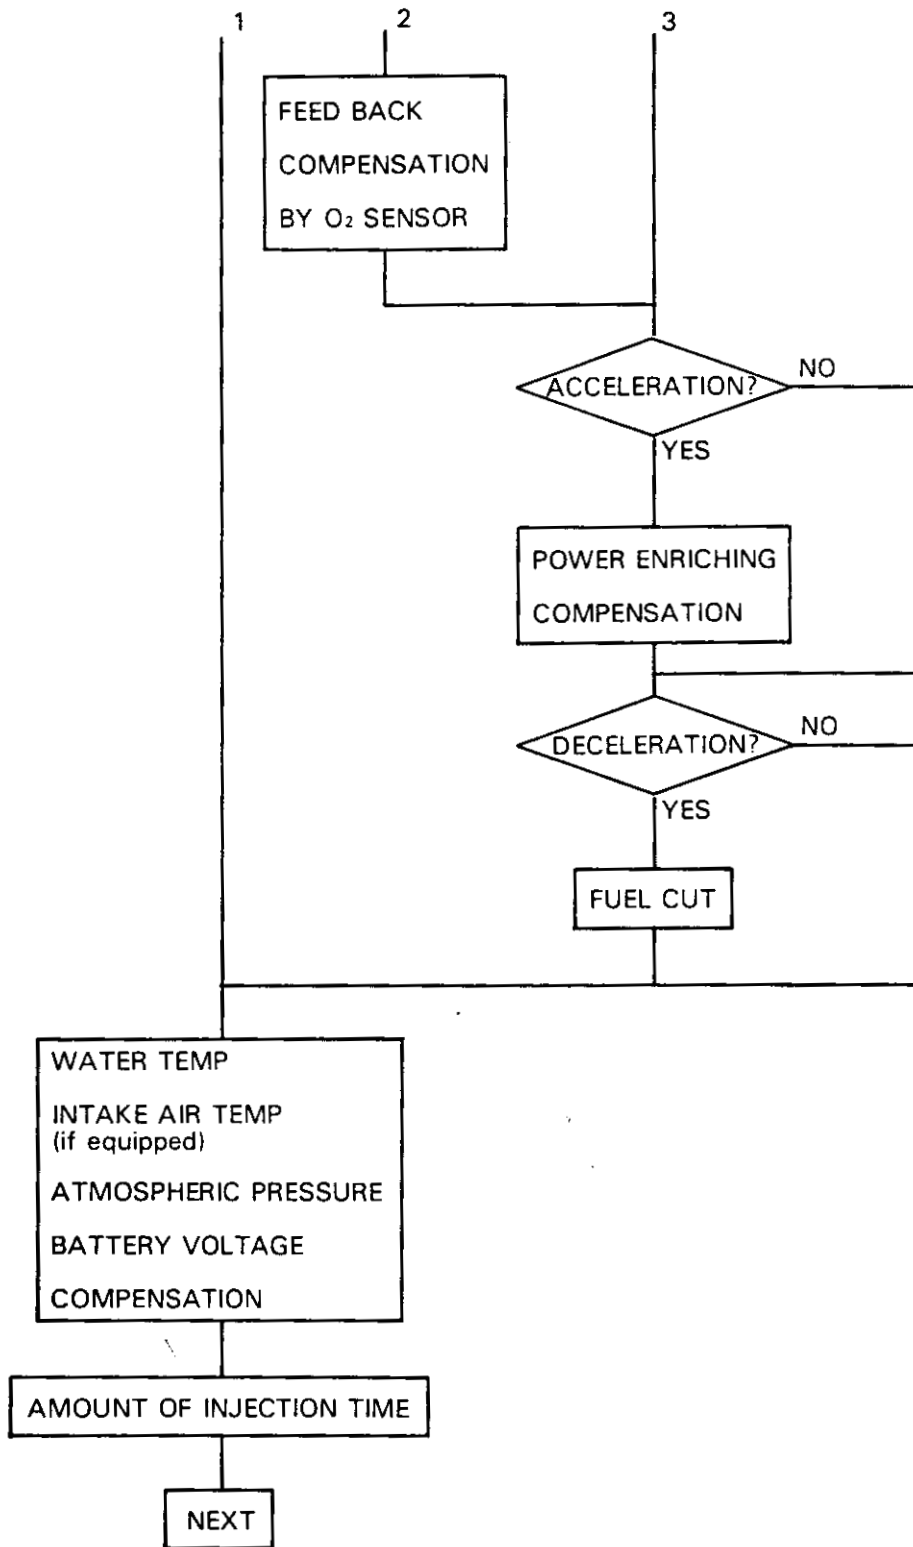 1
2
3
FEED BACK
COMPENSATION
BY O₂ SENSOR
ACCELERATION?
NO
YES
POWER ENRICHING
COMPENSATION
DECELERATION?
NO
YES
FUEL CUT
WATER TEMP
INTAKE AIR TEMP
(if equipped)
ATMOSPHERIC PRESSURE
BATTERY VOLTAGE
COMPENSATION
AMOUNT OF INJECTION TIME
NEXT